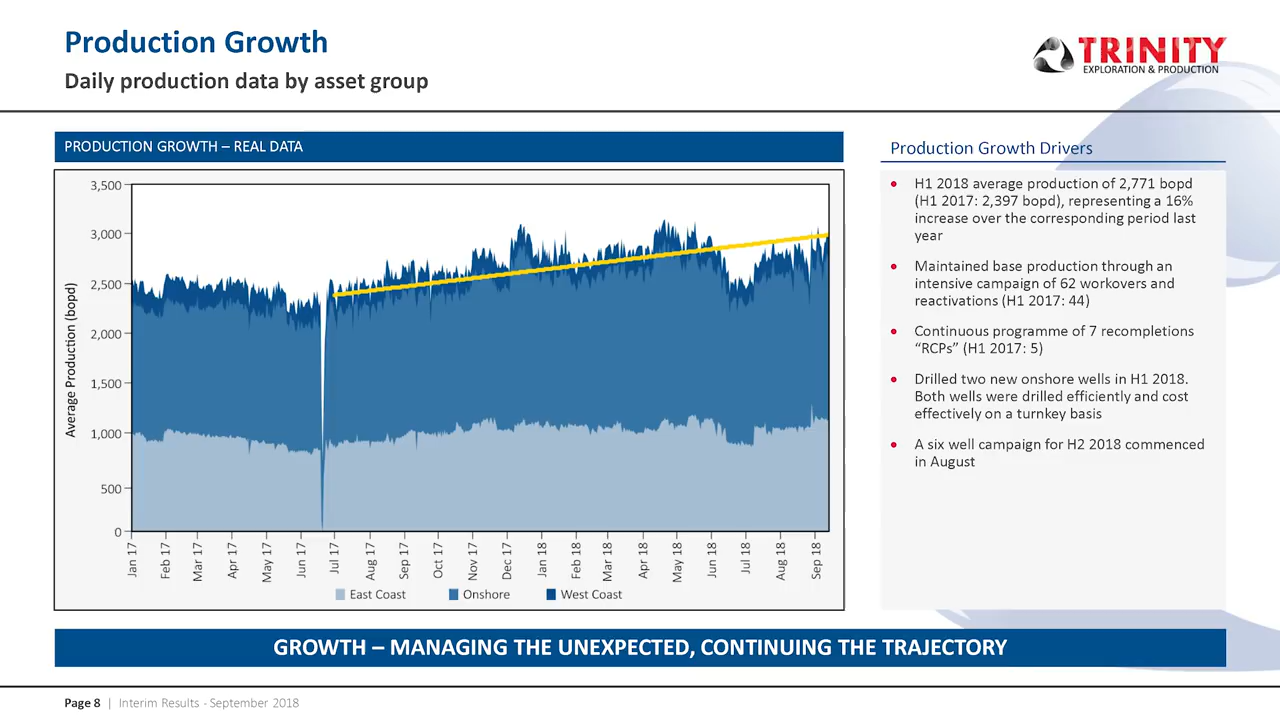 Production Growth
Daily production data by asset group
TRINITY
EXPLORATION & PRODUCTION
PRODUCTION GROWTH – REAL DATA
Average Production (bopd)
3,500
3,000
2,500
2,000
1,500
1,000
500
0
Jan 17
Feb 17
Mar 17
Apr 17
May 17
Jun 17
Jul 17
Aug 17
Sep 17
Oct 17
Nov 17
Dec 17
Jan 18
Feb 18
Mar 18
Apr 18
May 18
Jun 18
Jul 18
Aug 18
Sep 18
East Coast
Onshore
West Coast
Production Growth Drivers
• H1 2018 average production of 2,771 bopd
(H1 2017: 2,397 bopd), representing a 16%
increase over the corresponding period last
year
• Maintained base production through an
intensive campaign of 62 workovers and
reactivations (H1 2017: 44)
• Continuous programme of 7 recompletions
“RCPs” (H1 2017: 5)
• Drilled two new onshore wells in H1 2018.
Both wells were drilled efficiently and cost
effectively on a turnkey basis
• A six well campaign for H2 2018 commenced
in August
GROWTH – MANAGING THE UNEXPECTED, CONTINUING THE TRAJECTORY
Page 8 | Interim Results - September 2018